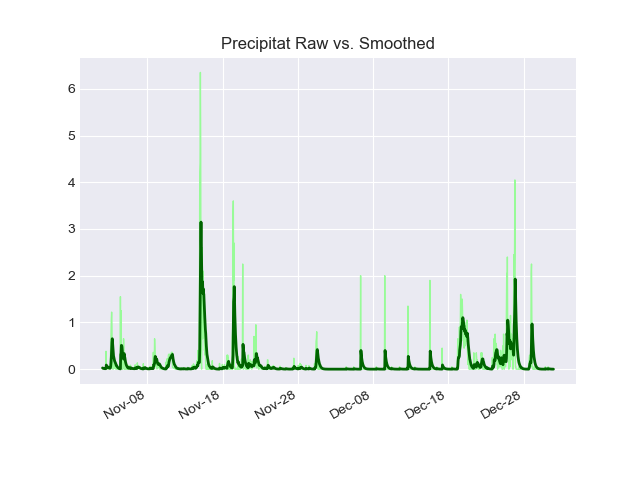 Precipitat Raw vs. Smoothed
6
5
4
3
2
1
0
Nov-08
Nov-18
Nov-28
Dec-08
Dec-18
Dec-28